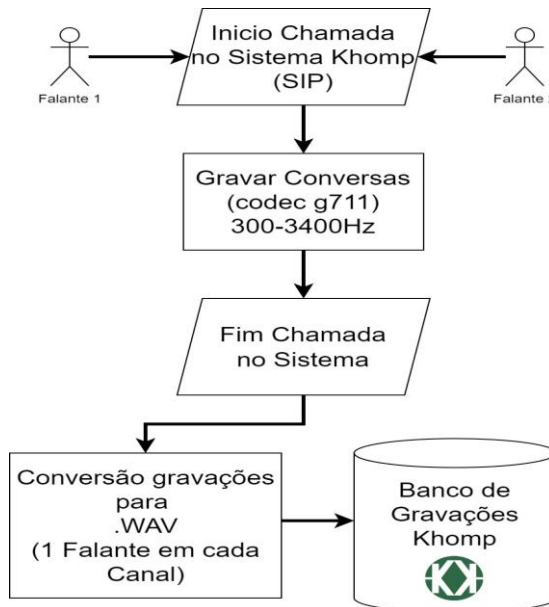 Inicio Chamada
no Sistema Khomp
(SIP)
Falante 1
Falante
Gravar Conversas
(codec g711)
300-3400Hz
Fim Chamada
no Sistema
Conversão gravações
para
.WAV
(1 Falante em cada
Canal)
Banco de
Gravações
Khomp